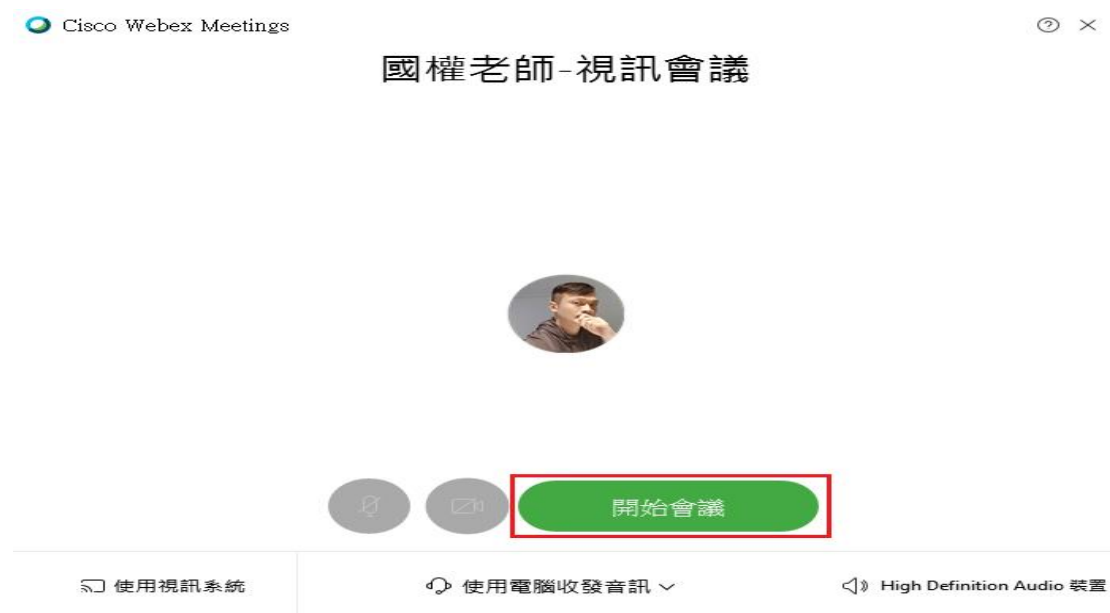 Cisco Webex Meetings
國權老師-視訊會議
開始會議
使用視訊系統
使用電腦收發音訊
High Definition Audio 裝置